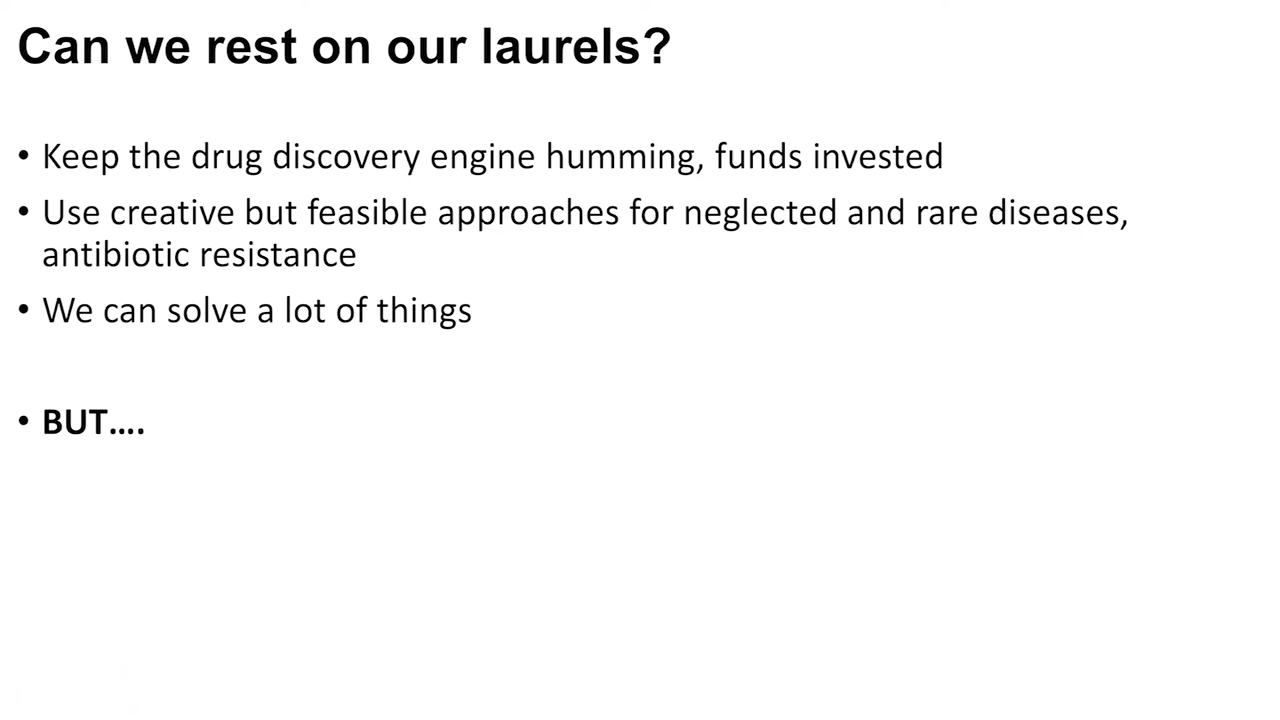 Can we rest on our laurels?
• Keep the drug discovery engine humming, funds invested
• Use creative but feasible approaches for neglected and rare diseases,
antibiotic resistance
• We can solve a lot of things
• BUT....